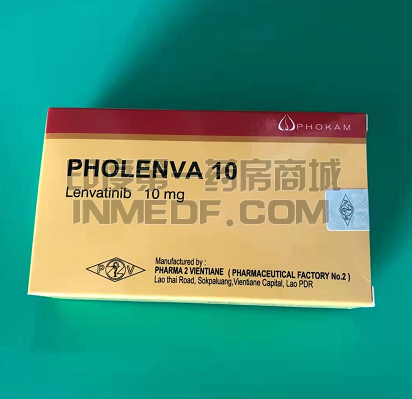 PHOKAM
PHOLENVA 10
Lenvatinib 10 mg
印度第一药房商城
INMEDF.COM
P V
Manufactured by :
PHARMA 2 VIENTIANE ( PHARMACEUTICAL FACTORY No.2 )
Lao thai Road, Sokpaluang,Vientiane Capital, Lao PDR